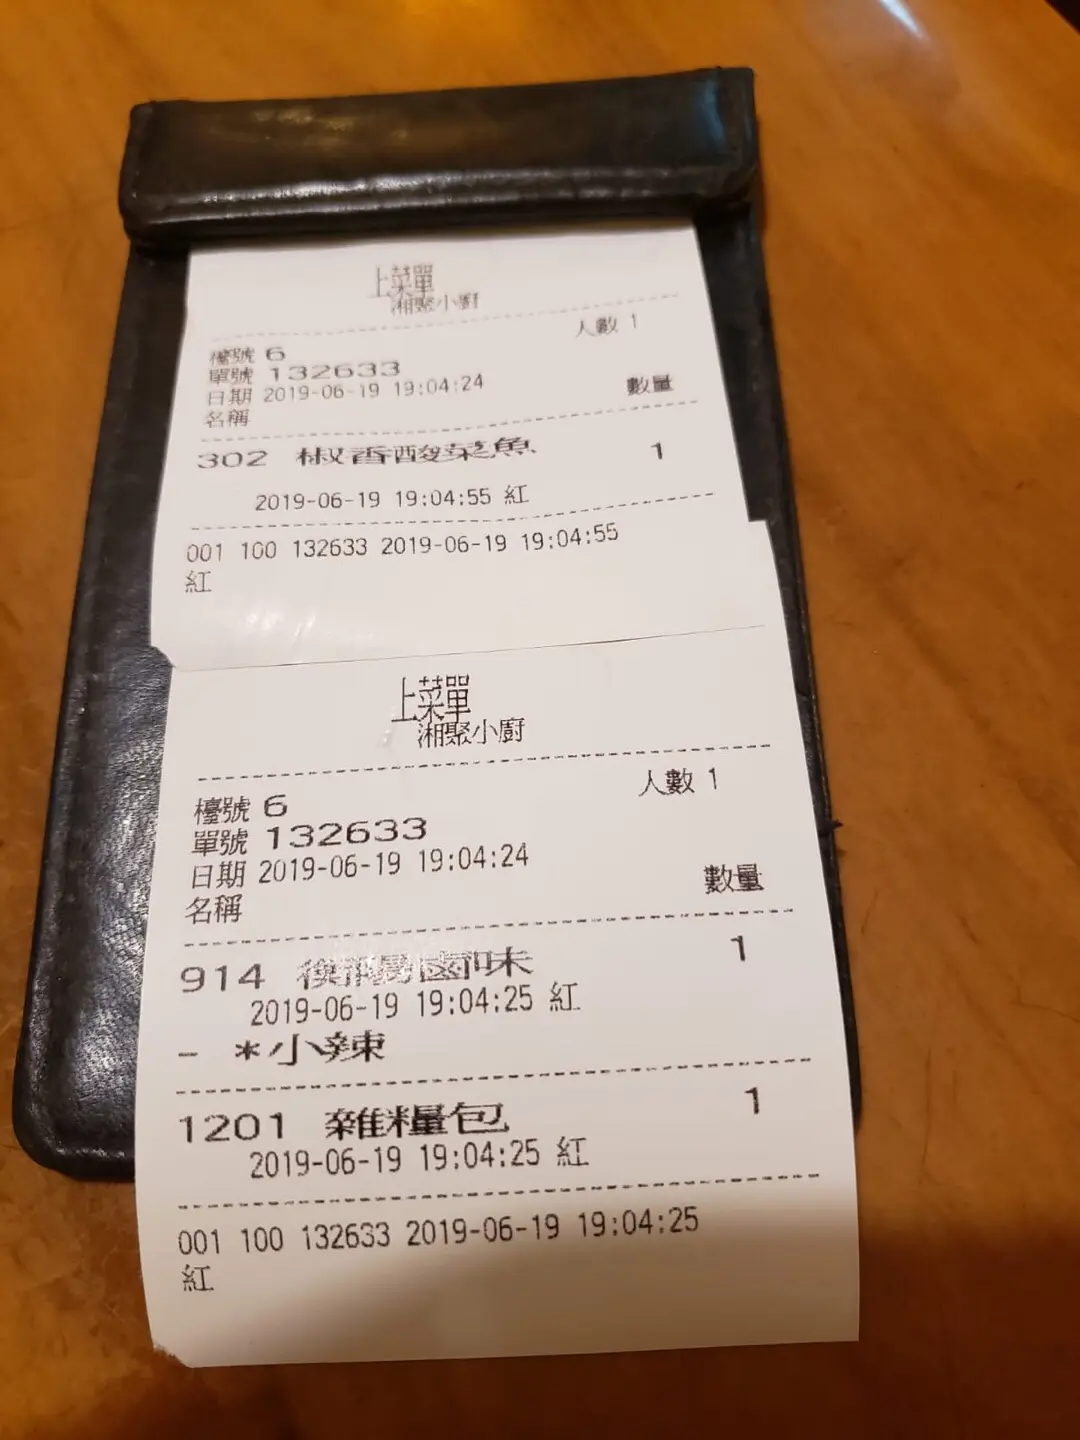 上菜單
湘聚小廚
人數 1
檯號 6
單號 132633
日期 2019-06-19 19:04:24
名稱 數量
302 椒香酸菜魚 1
2019-06-19 19:04:55 紅
001 100 132633 2019-06-19 19:04:55
紅
上菜單
湘聚小廚
人數 1
檯號 6
單號 132633
日期 2019-06-19 19:04:24
名稱 數量
914 鹵味 1
2019-06-19 19:04:25 紅
- *小辣
1201 雜糧包 1
2019-06-19 19:04:25 紅
001 100 132633 2019-06-19 19:04:25
紅